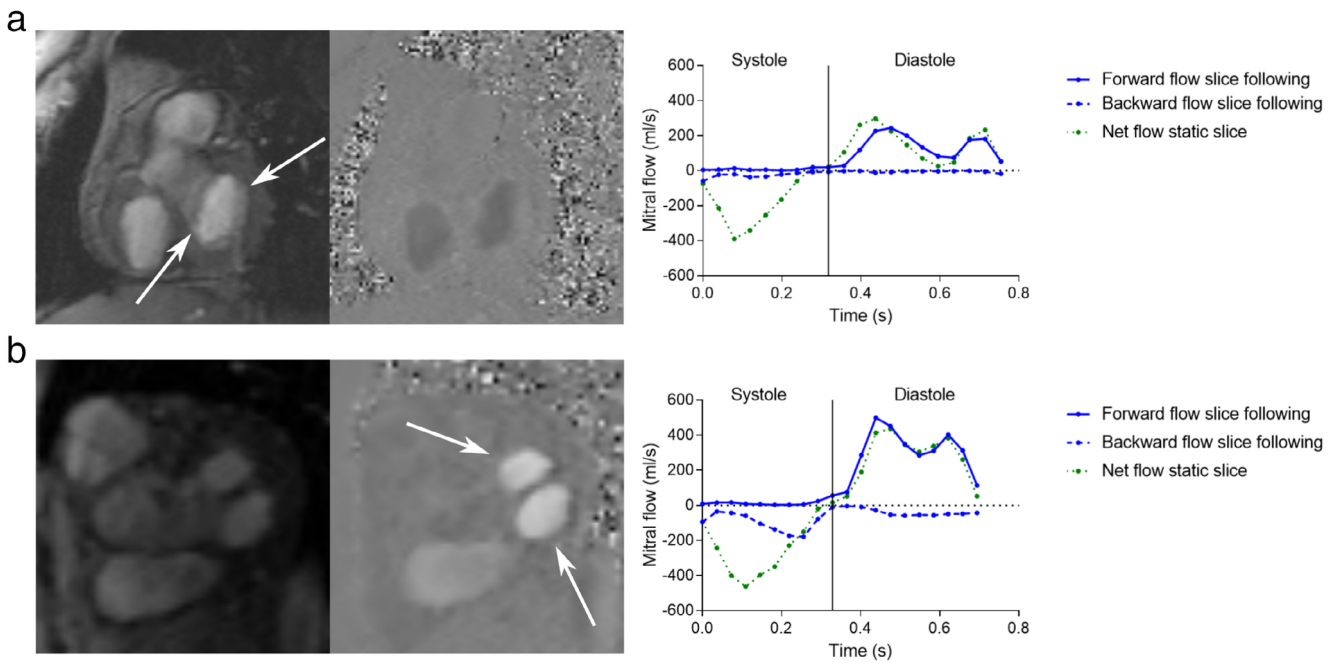 a
Systole Diastole
600
400
200
0
-200
-400
-600
Mitral flow (ml/s)
0.0 0.2 0.4 0.6 0.8
Time (s)
Forward flow slice following
Backward flow slice following
Net flow static slice
b
Systole Diastole
600
400
200
0
-200
-400
-600
Mitral flow (ml/s)
0.0 0.2 0.4 0.6 0.8
Time (s)
Forward flow slice following
Backward flow slice following
Net flow static slice